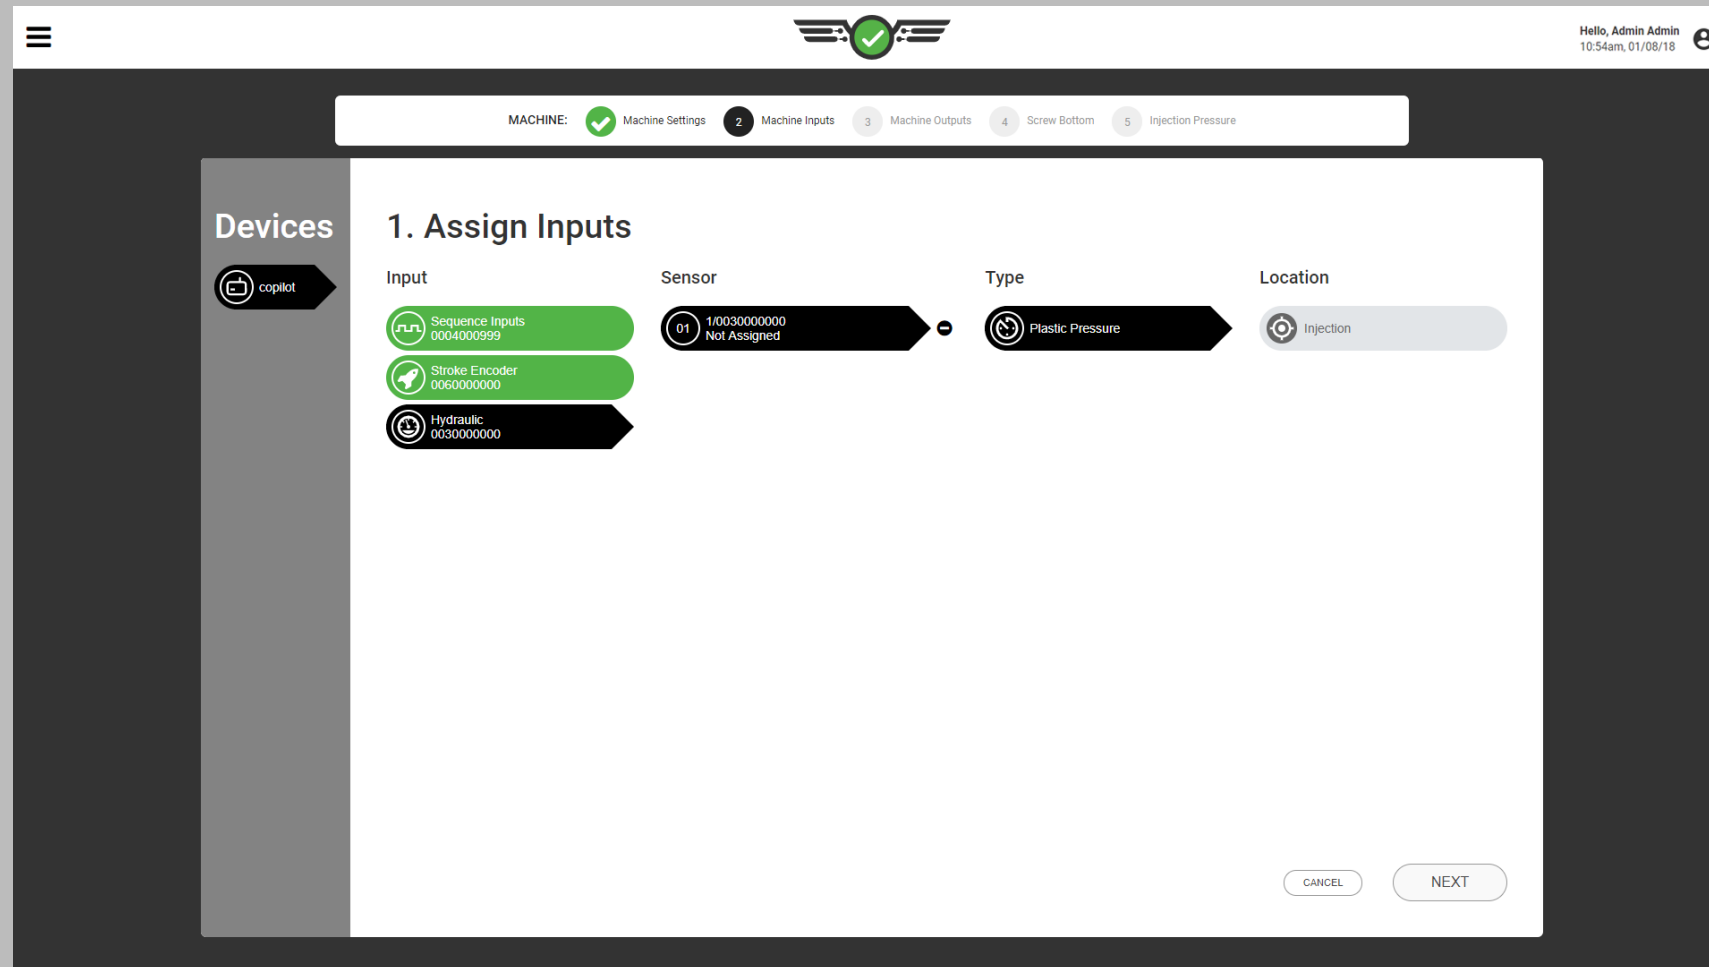 Hello, Admin Admin
10:54am, 01/08/18
MACHINE: Machine Settings 2 Machine Inputs 3 Machine Outputs 4 Screw Bottom 5 Injection Pressure
Devices
copilot
1. Assign Inputs
Input Sensor Type Location
Sequence Inputs
0004000999
01 1/0030000000
Not Assigned
Plastic Pressure
Injection
Stroke Encoder
0060000000
Hydraulic
0030000000
CANCEL NEXT